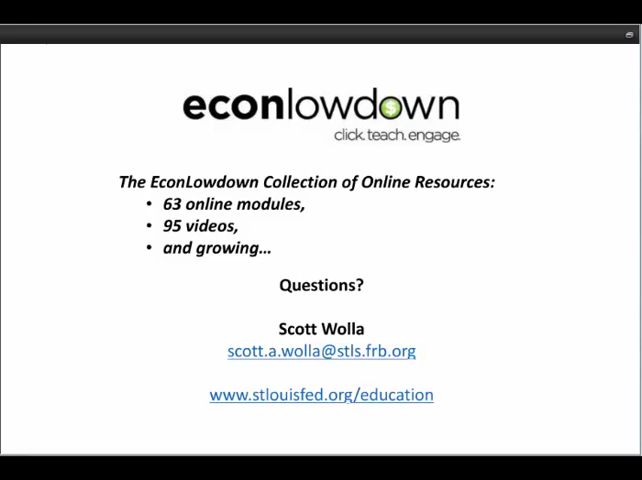 econlowdown
click. teach. engage.
The EconLowdown Collection of Online Resources:
• 63 online modules,
• 95 videos,
• and growing…
Questions?
Scott Wolla
scott.a.wolla@stls.frb.org
www.stlouisfed.org/education